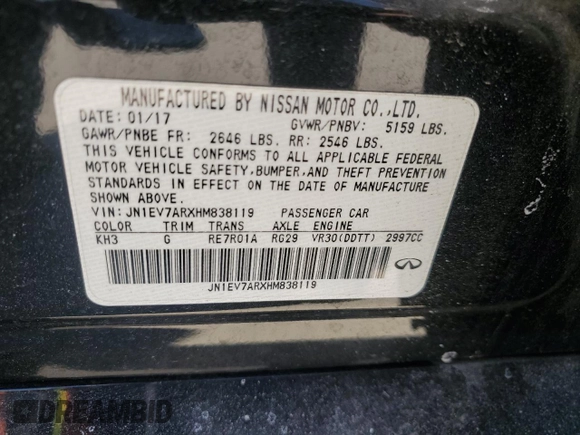 MANUFACTURED BY NISSAN MOTOR CO.,LTD.
DATE: 01/17 GVWR/PNBV: 5159 LBS.
GAWR/PNBE FR: 2646 LBS. RR: 2546 LBS.
THIS VEHICLE CONFORMS TO ALL APPLICABLE FEDERAL
MOTOR VEHICLE SAFETY,BUMPER,AND THEFT PREVENTION
STANDARDS IN EFFECT ON THE DATE OF MANUFACTURE
SHOWN ABOVE.
VIN: JN1EV7ARXHM838119 PASSENGER CAR
COLOR TRIM TRANS AXLE ENGINE
KH3 G RE7R01A RG29 VR30(DDTT) 2997CC
JN1EV7ARXHM838119
INFINITI
DREAMBID